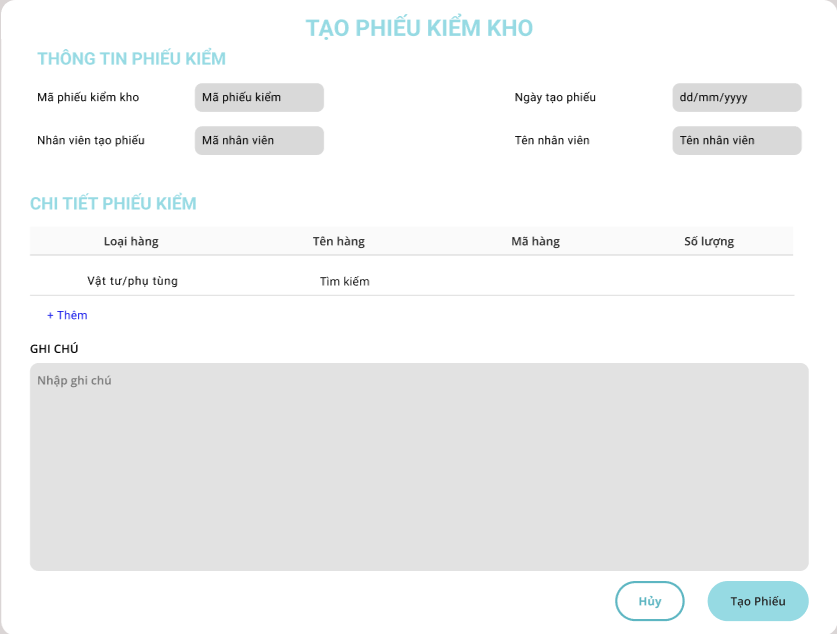 TẠO PHIẾU KIỂM KHO
THÔNG TIN PHIẾU KIỂM
Mã phiếu kiểm kho Mã phiếu kiểm Ngày tạo phiếu dd/mm/yyyy
Nhân viên tạo phiếu Mã nhân viên Tên nhân viên Tên nhân viên
CHI TIẾT PHIẾU KIỂM
Loại hàng Tên hàng Mã hàng Số lượng
Vật tư/phụ tùng Tìm kiếm
+ Thêm
GHI CHÚ
Nhập ghi chú
Hủy Tạo Phiếu